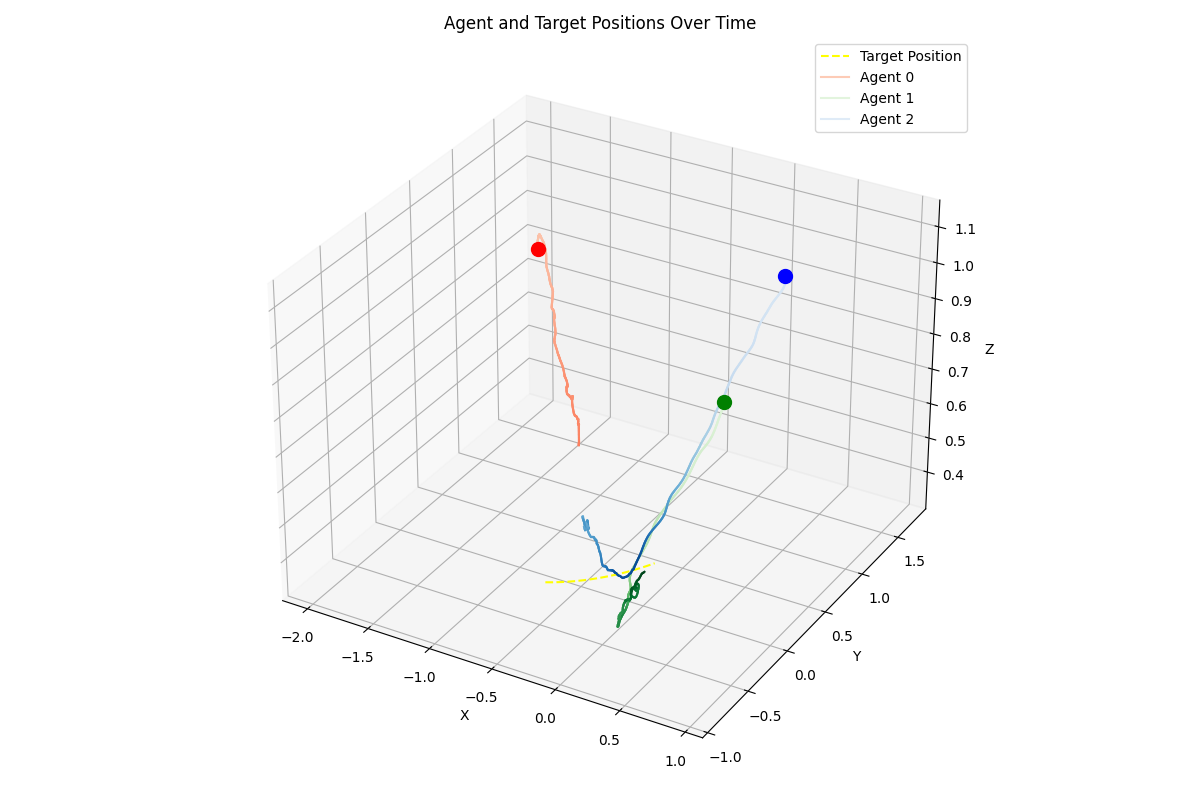 Agent and Target Positions Over Time
Target Position
Agent 0
Agent 1
Agent 2
1.1
1.0
0.9
0.8
Z
0.7
0.6
0.5
0.4
1.5
1.0
0.5
Y
0.0
−0.5
−1.0
−2.0
−1.5
−1.0
−0.5
X
0.0
0.5
1.0